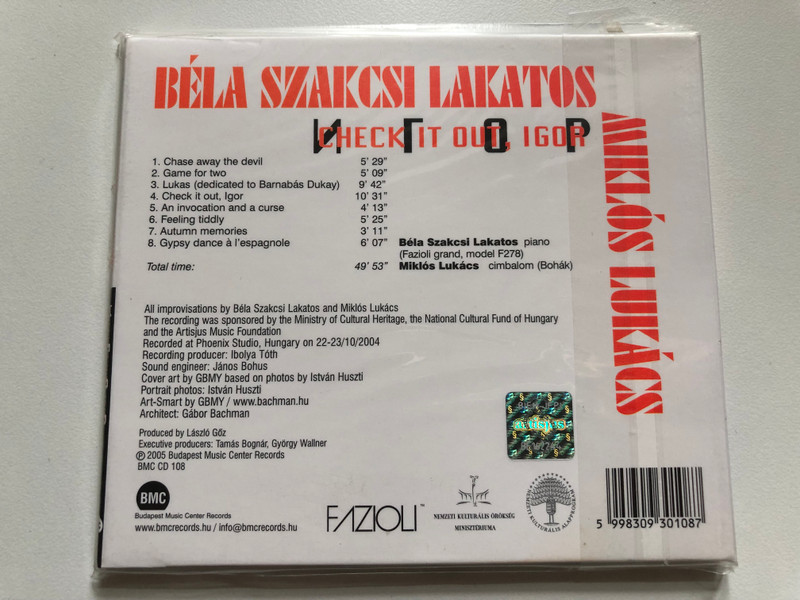 BÉLA SZAKCSI LAKATOS
ИГОР
CHECK IT OUT, IGOR
MIKLÓS LUKÁCS
1. Chase away the devil 5' 29"
2. Game for two 5' 09"
3. Lukas (dedicated to Barnabás Dukay) 9' 42"
4. Check it out, Igor 10' 31"
5. An invocation and a curse 4' 13"
6. Feeling tiddly 5' 25"
7. Autumn memories 3' 11"
8. Gypsy dance à l'espagnole 6' 07"
Total time: 49' 53"
Béla Szakcsi Lakatos piano
(Fazioli grand, model F278)
Miklós Lukács cimbalom (Bohák)
All improvisations by Béla Szakcsi Lakatos and Miklós Lukács
The recording was sponsored by the Ministry of Cultural Heritage, the National Cultural Fund of Hungary
and the Artisjus Music Foundation
Recorded at Phoenix Studio, Hungary on 22-23/10/2004
Recording producer: Ibolya Tóth
Sound engineer: János Bohus
Cover art by GBMY based on photos by István Huszti
Portrait photos: István Huszti
Art-Smart by GBMY / www.bachman.hu
Architect: Gábor Bachman
Produced by László Gőz
Executive producers: Tamás Bognár, György Wallner
℗ 2005 Budapest Music Center Records
BMC CD 108
BMC
Budapest Music Center Records
www.bmcrecords.hu / info@bmcrecords.hu
FAZIOLI™
NEMZETI KULTURÁLIS ÖRÖKSÉG
MINISZTÉRIUMA
NEMZETI KULTURÁLIS ALAPPROGRAM
5 998309 301087